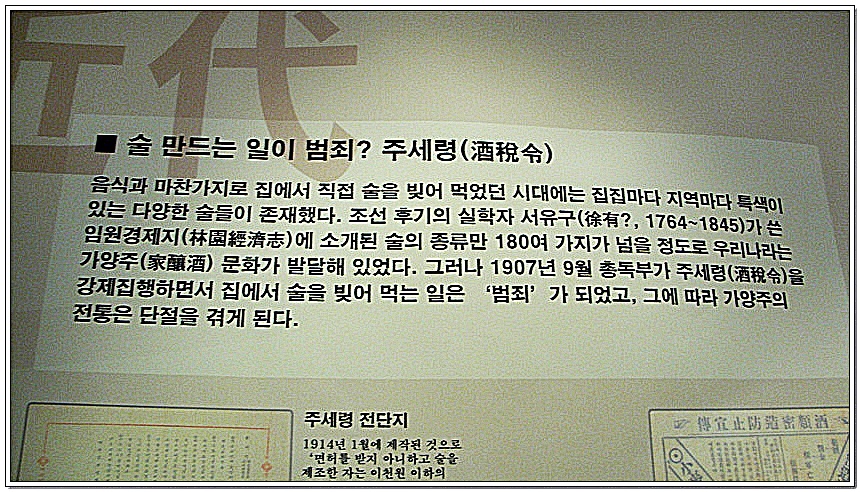 近代
■ 술 만드는 일이 범죄? 주세령(酒稅令)
음식과 마찬가지로 집에서 직접 술을 빚어 먹었던 시대에는 집집마다 지역마다 특색이
있는 다양한 술들이 존재했다. 조선 후기의 실학자 서유구(徐有?, 1764~1845)가 쓴
임원경제지(林園經濟志)에 소개된 술의 종류만 180여 가지가 넘을 정도로 우리나라는
가양주(家釀酒) 문화가 발달해 있었다. 그러나 1907년 9월 총독부가 주세령(酒稅令)을
강제집행하면서 집에서 술을 빚어 먹는 일은 ‘범죄’가 되었고, 그에 따라 가양주의
전통은 단절을 겪게 된다.
주세령 전단지
1914년 1월에 제작된 것으로
‘면허를 받지 아니하고 술을
제조한 자는 이천원 이하의
傳宣止防造密類酒